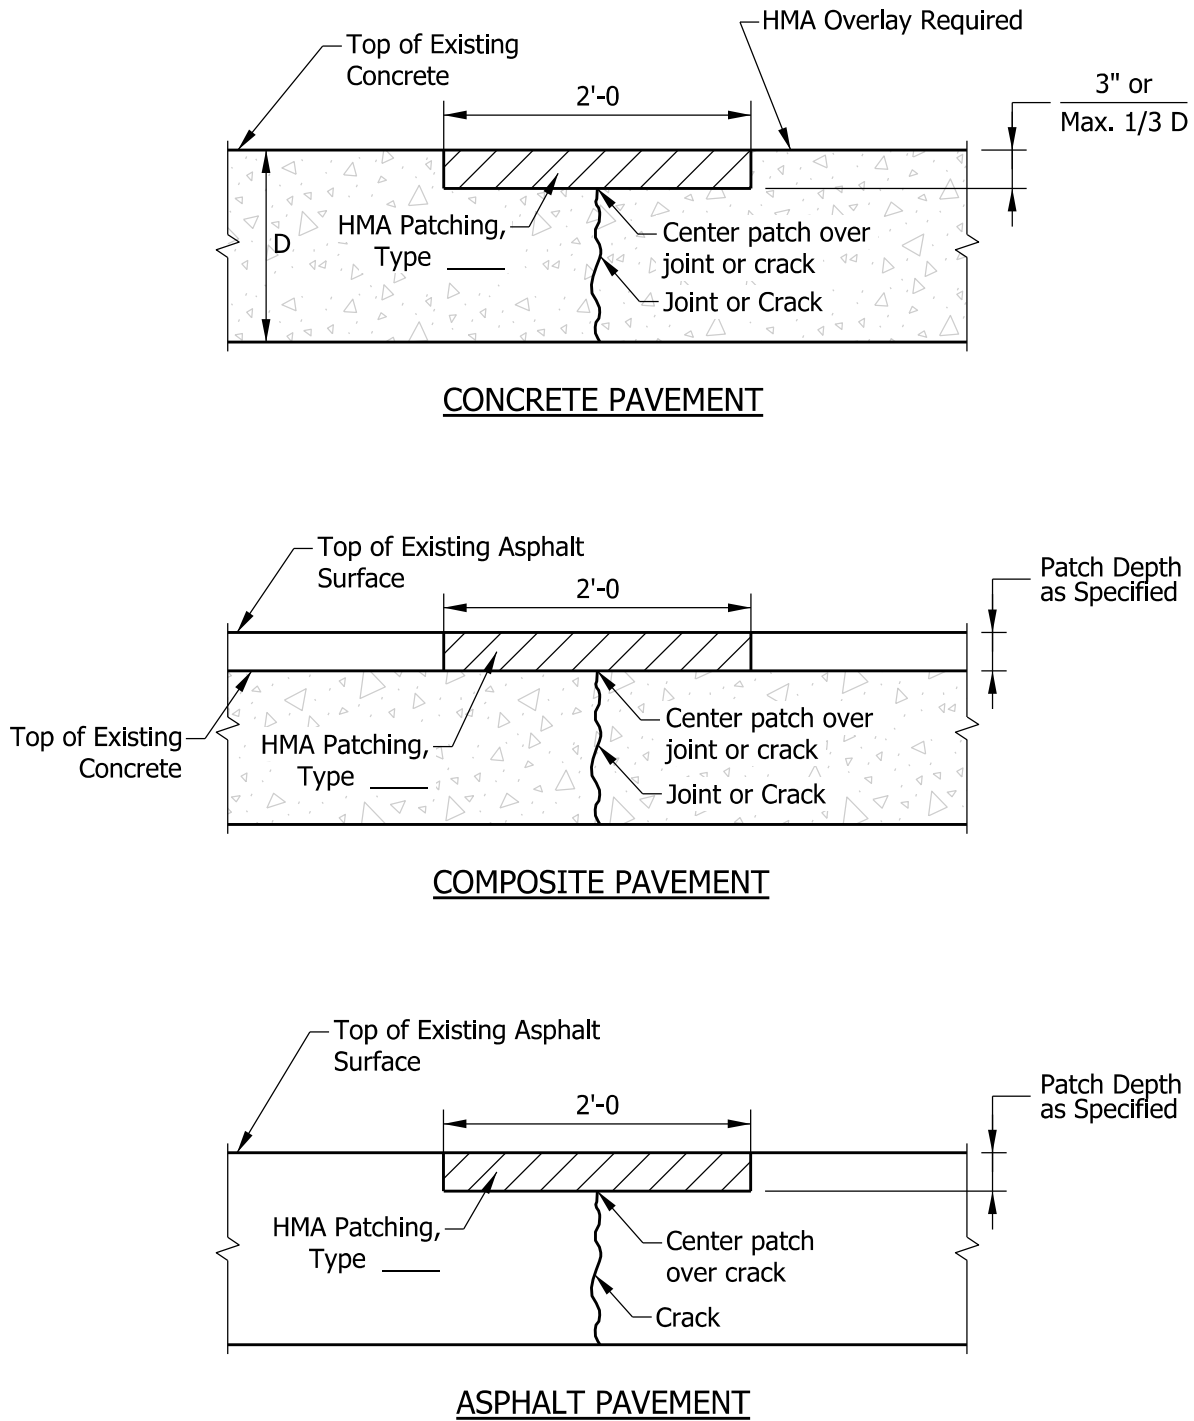 HMA Overlay Required
Top of Existing
Concrete
2'-0
3" or
Max. 1/3 D
D
HMA Patching,
Type ____
Center patch over
joint or crack
Joint or Crack
CONCRETE PAVEMENT
Top of Existing Asphalt
Surface
2'-0
Patch Depth
as Specified
Top of Existing
Concrete
HMA Patching,
Type ____
Center patch over
joint or crack
Joint or Crack
COMPOSITE PAVEMENT
Top of Existing Asphalt
Surface
2'-0
Patch Depth
as Specified
HMA Patching,
Type ____
Center patch
over crack
Crack
ASPHALT PAVEMENT